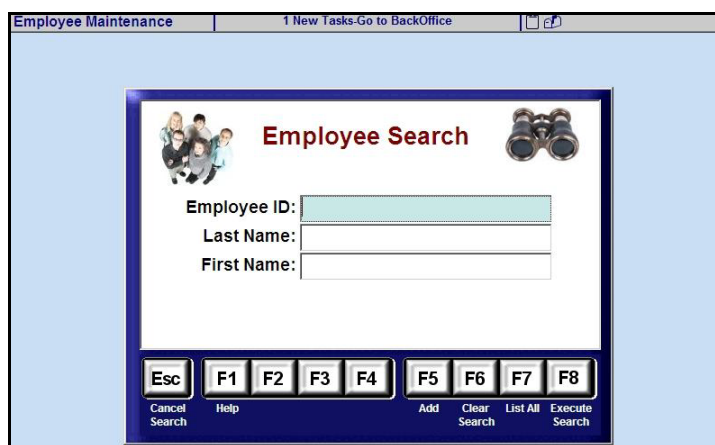 Employee Maintenance
1 New Tasks-Go to BackOffice
Employee Search
Employee ID:
Last Name:
First Name:
Esc F1 F2 F3 F4 F5 F6 F7 F8
Cancel Help Add Clear List All Execute
Search Search Search